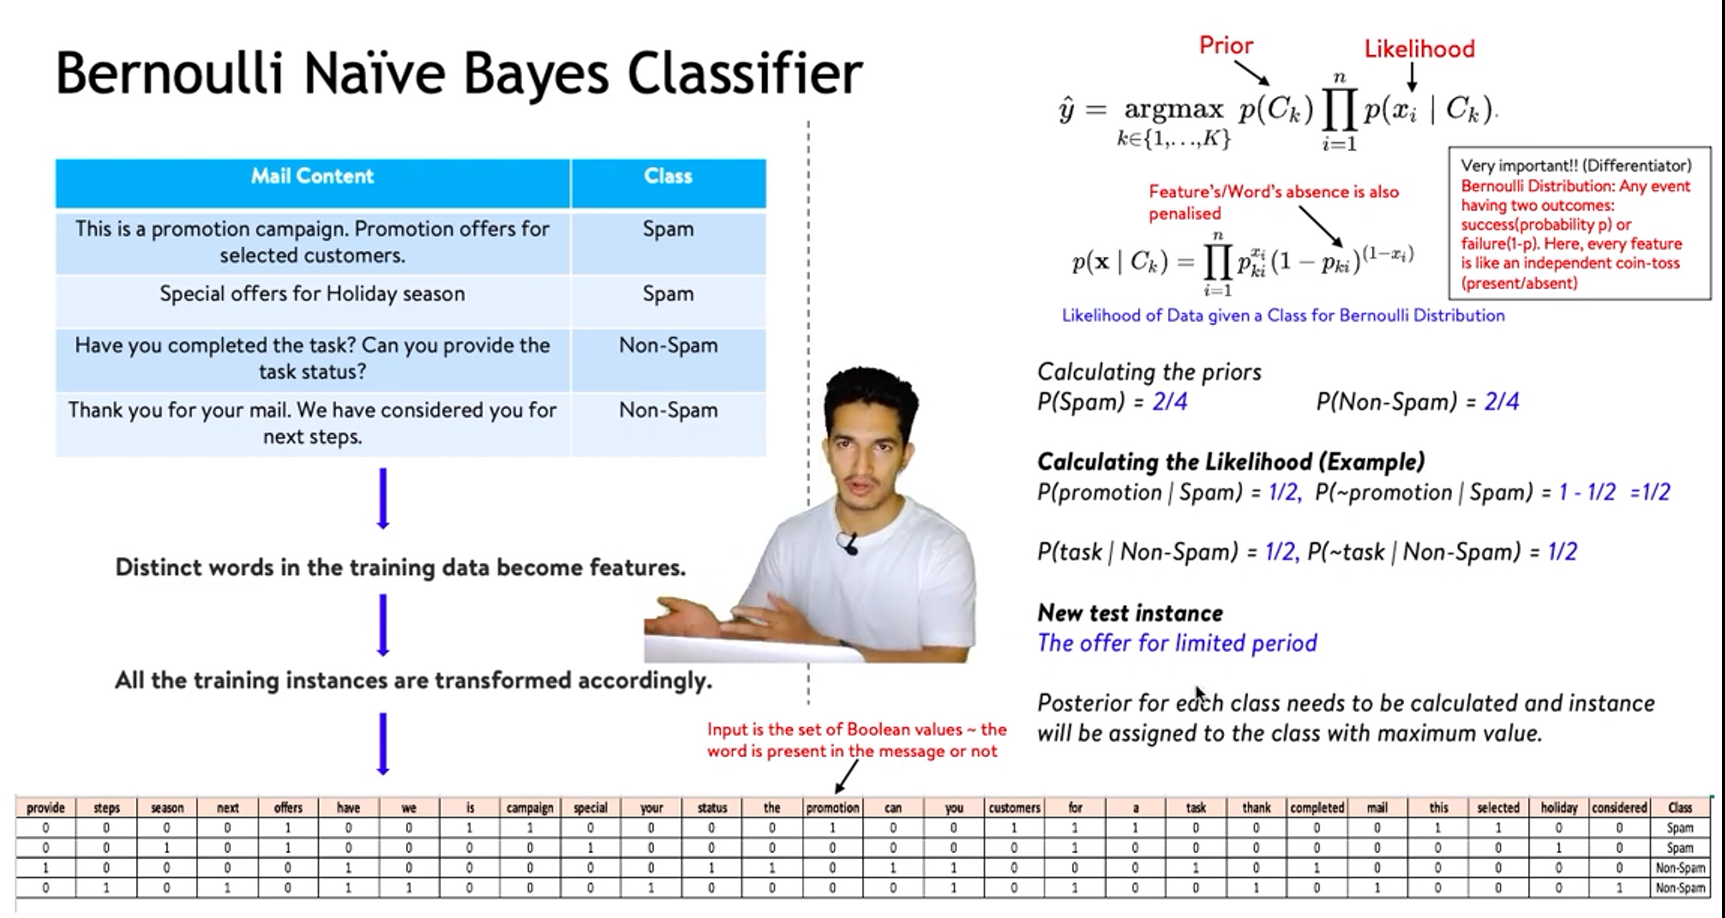 Bernoulli Naïve Bayes Classifier
Mail Content Class
This is a promotion campaign. Promotion offers for
selected customers.
Spam
Special offers for Holiday season Spam
Have you completed the task? Can you provide the
task status?
Non-Spam
Thank you for your mail. We have considered you for
next steps.
Non-Spam
Distinct words in the training data become features.
All the training instances are transformed accordingly.
Input is the set of Boolean values ~ the
word is present in the message or not
Prior Likelihood
ŷ = argmax_{k∈{1,…,K}} p(C_k) ∏_{i=1}^{n} p(x_i | C_k).
Very important!! (Differentiator)
Bernoulli Distribution: Any event
having two outcomes:
success(probability p) or
failure(1-p). Here, every feature
is like an independent coin-toss
(present/absent)
Feature's/Word's absence is also
penalised
p(x | C_k) = ∏_{i=1}^{n} p_{ki}^{x_i} (1 − p_{ki})^{(1−x_i)}
Likelihood of Data given a Class for Bernoulli Distribution
Calculating the priors
P(Spam) = 2/4 P(Non-Spam) = 2/4
Calculating the Likelihood (Example)
P(promotion | Spam) = 1/2, P(~promotion | Spam) = 1 - 1/2 =1/2
P(task | Non-Spam) = 1/2, P(~task | Non-Spam) = 1/2
New test instance
The offer for limited period
Posterior for each class needs to be calculated and instance
will be assigned to the class with maximum value.
provide steps season next offers have we is campaign special your status the promotion can you customers for a task thank completed mail this selected holiday considered Class
0 0 0 0 1 0 0 1 1 0 0 0 0 1 0 0 1 1 1 0 0 0 0 1 1 0 0 Spam
0 0 1 0 1 0 0 0 0 1 0 0 0 0 0 0 0 1 0 0 0 0 0 0 0 1 0 Spam
1 0 0 0 0 1 0 0 0 0 0 1 1 0 1 1 0 0 0 1 0 1 0 0 0 0 0 Non-Spam
0 1 0 1 0 1 1 0 0 0 1 0 0 0 0 1 0 1 0 0 1 0 1 0 0 0 1 Non-Spam